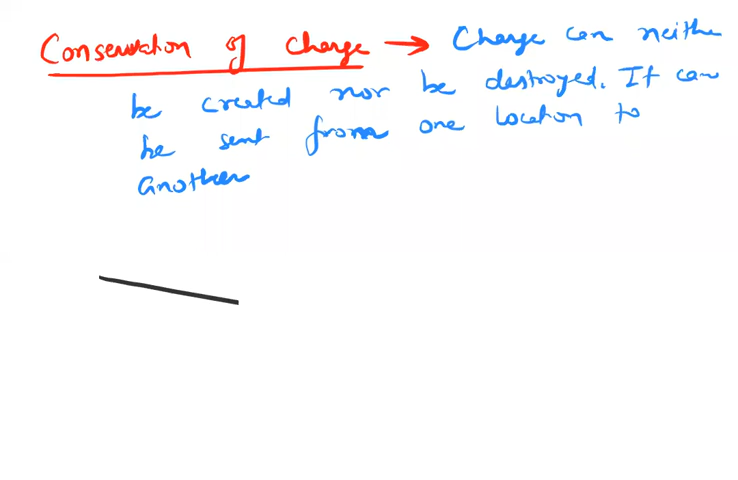 Conservation of charge → Charge can neithe
be created nor be destroyed. It can
be sent from one location to
another